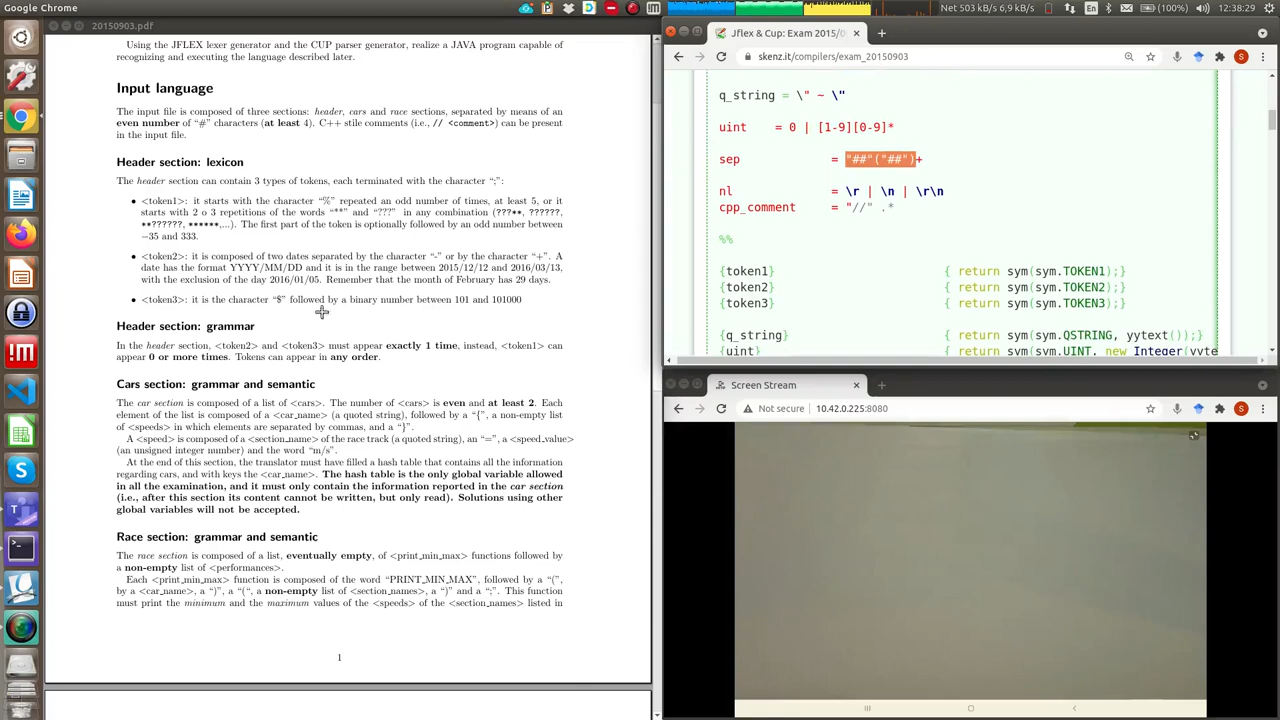 Google Chrome
Net 503 kB/s 6,9 kB/s
En
(100%)
12:38:29
20150903.pdf
Using the JFLEX lexer generator and the CUP parser generator, realize a JAVA program capable of
recognizing and executing the language described later.
Input language
The input file is composed of three sections: header, cars and race sections, separated by means of an
even number of “#” characters (at least 4). C++ stile comments (i.e., // <comment>) can be present
in the input file.
Header section: lexicon
The header section can contain 3 types of tokens, each terminated with the character “;”:
• <token1>: it starts with the character “%” repeated an odd number of times, at least 5, or it
starts with 2 o 3 repetitions of the words “**” and “???” in any combination (???**, ??????,
**??????, ******,...). The first part of the token is optionally followed by an odd number between
−35 and 333.
• <token2>: it is composed of two dates separated by the character “-” or by the character “+”. A
date has the format YYYY/MM/DD and it is in the range between 2015/12/12 and 2016/03/13,
with the exclusion of the day 2016/01/05. Remember that the month of February has 29 days.
• <token3>: it is the character “$” followed by a binary number between 101 and 101000
Header section: grammar
In the header section, <token2> and <token3> must appear exactly 1 time, instead, <token1> can
appear 0 or more times. Tokens can appear in any order.
Cars section: grammar and semantic
The car section is composed of a list of <cars>. The number of <cars> is even and at least 2. Each
element of the list is composed of a <car_name> (a quoted string), followed by a “{”, a non-empty list
of <speeds> in which elements are separated by commas, and a “}”.
A <speed> is composed of a <section_name> of the race track (a quoted string), an “=”, a <speed_value>
(an unsigned integer number) and the word “m/s”.
At the end of this section, the translator must have filled a hash table that contains all the information
regarding cars, and with keys the <car_name>. The hash table is the only global variable allowed
in all the examination, and it must only contain the information reported in the car section
(i.e., after this section its content cannot be written, but only read). Solutions using other
global variables will not be accepted.
Race section: grammar and semantic
The race section is composed of a list, eventually empty, of <print_min_max> functions followed by
a non-empty list of <performances>.
Each <print_min_max> function is composed of the word “PRINT_MIN_MAX”, followed by a “(”,
by a <car_name>, a “)”, a “(“, a non-empty list of <section_names>, a “)” and a “;”. This function
must print the minimum and the maximum values of the <speeds> of the <section_names> listed in
1
Jflex & Cup: Exam 2015/0
skenz.it/compilers/exam_20150903
q_string = \" ~ \"
uint = 0 | [1-9][0-9]*
sep = "##"("##")+
nl = \r | \n | \r\n
cpp_comment = "//" .*
%%
{token1} { return sym(sym.TOKEN1);}
{token2} { return sym(sym.TOKEN2);}
{token3} { return sym(sym.TOKEN3);}
{q_string} { return sym(sym.QSTRING, yytext());}
{uint} { return sym(sym.UINT, new Integer(yyte
Screen Stream
Not secure | 10.42.0.225:8080